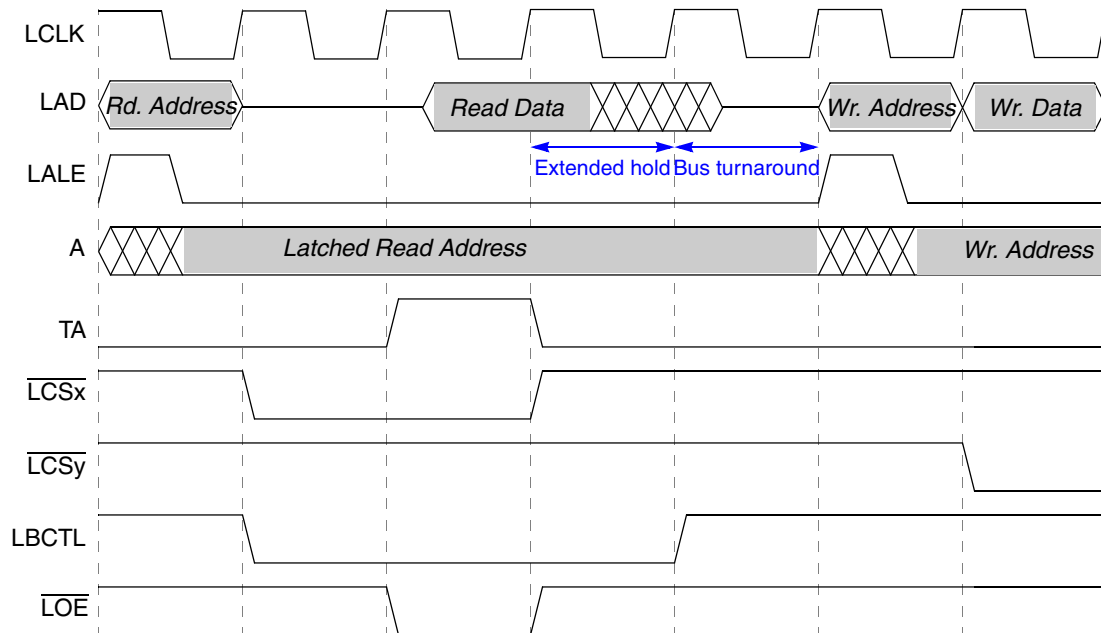 LCLK
LAD Rd. Address Read Data Wr. Address Wr. Data
Extended hold Bus turnaround
LALE
A Latched Read Address Wr. Address
TA
LCSx
LCSy
LBCTL
LOE